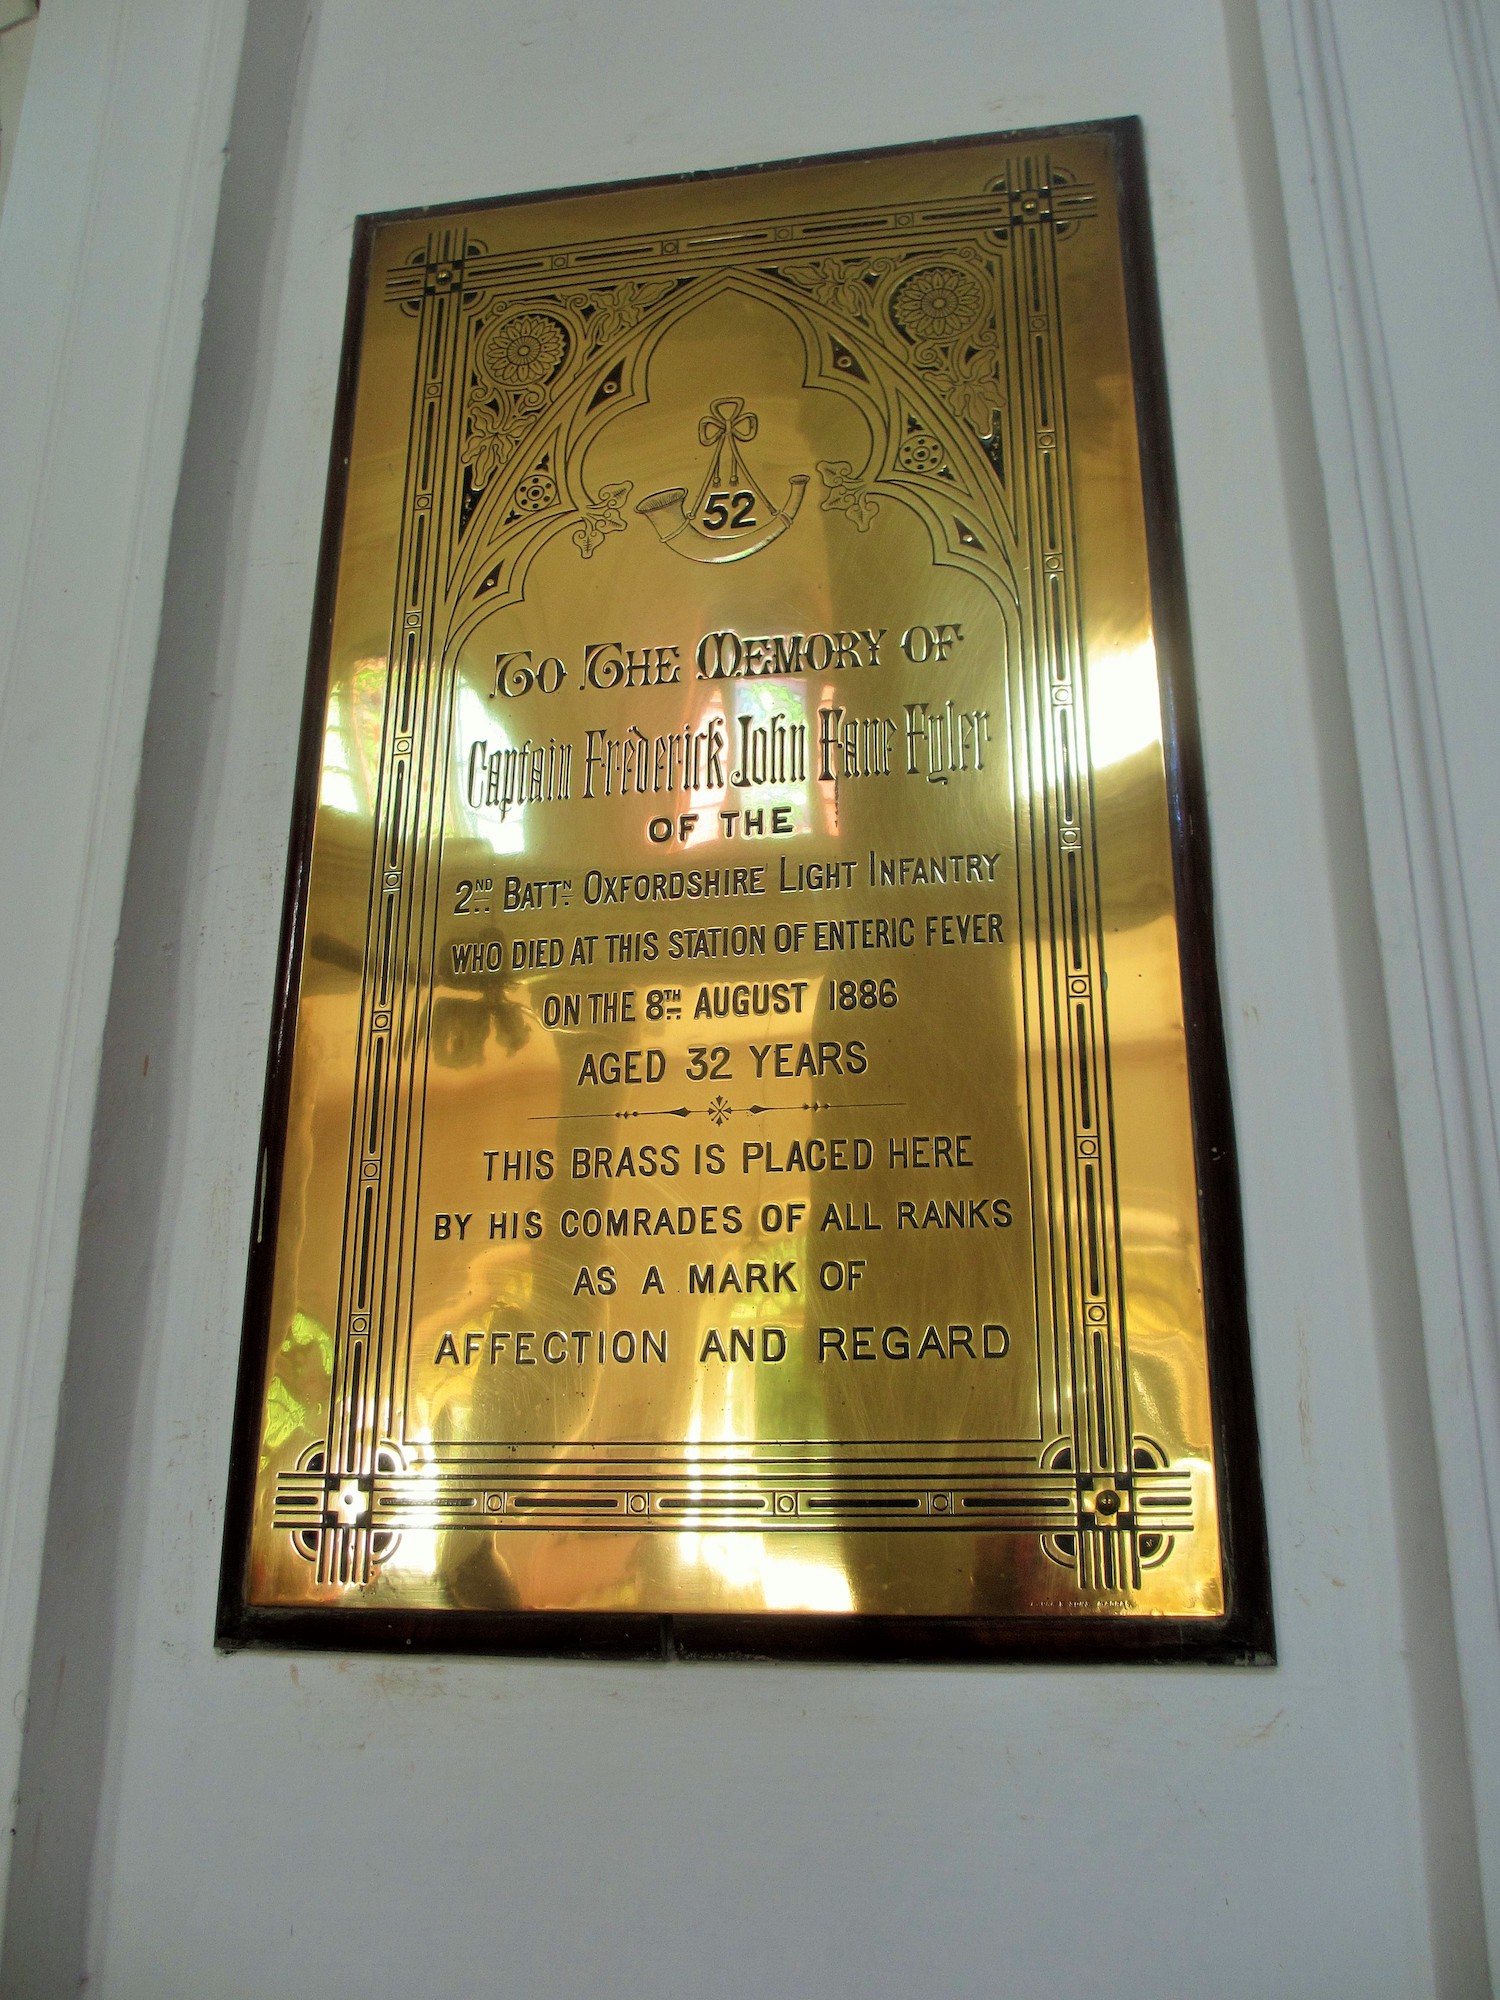 52
To The Memory of
Captain Frederick John Fane Fyler
OF THE
2ND BATTN OXFORDSHIRE LIGHT INFANTRY
WHO DIED AT THIS STATION OF ENTERIC FEVER
ON THE 8TH AUGUST 1886
AGED 32 YEARS
THIS BRASS IS PLACED HERE
BY HIS COMRADES OF ALL RANKS
AS A MARK OF
AFFECTION AND REGARD